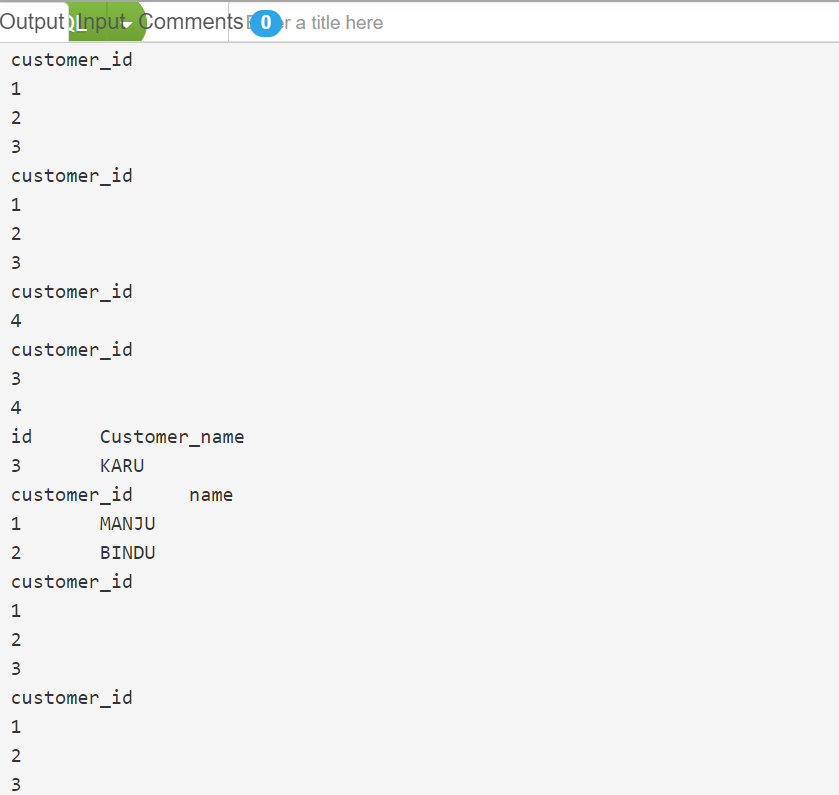 Output QL Input Comments 0 r a title here
customer_id
1
2
3
customer_id
1
2
3
customer_id
4
customer_id
3
4
id Customer_name
3 KARU
customer_id name
1 MANJU
2 BINDU
customer_id
1
2
3
customer_id
1
2
3